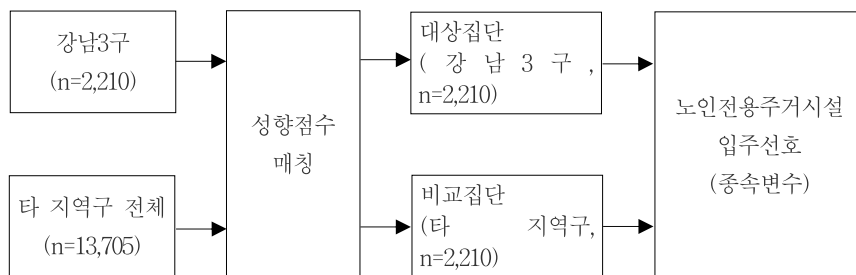 강남3구
(n=2,210)
타 지역구 전체
(n=13,705)
성향점수
매칭
대상집단
( 강 남 3 구 ,
n=2,210)
비교집단
(타 지역구,
n=2,210)
노인전용주거시설
입주선호
(종속변수)